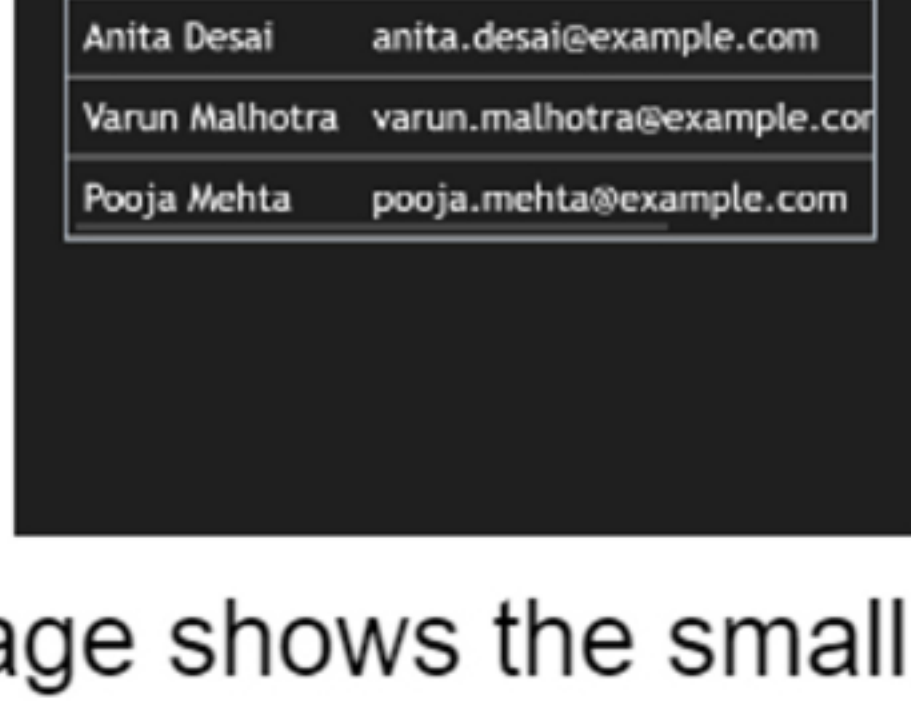 Anita Desai anita.desai@example.com
Varun Malhotra varun.malhotra@example.cor
Pooja Mehta pooja.mehta@example.com
age shows the small